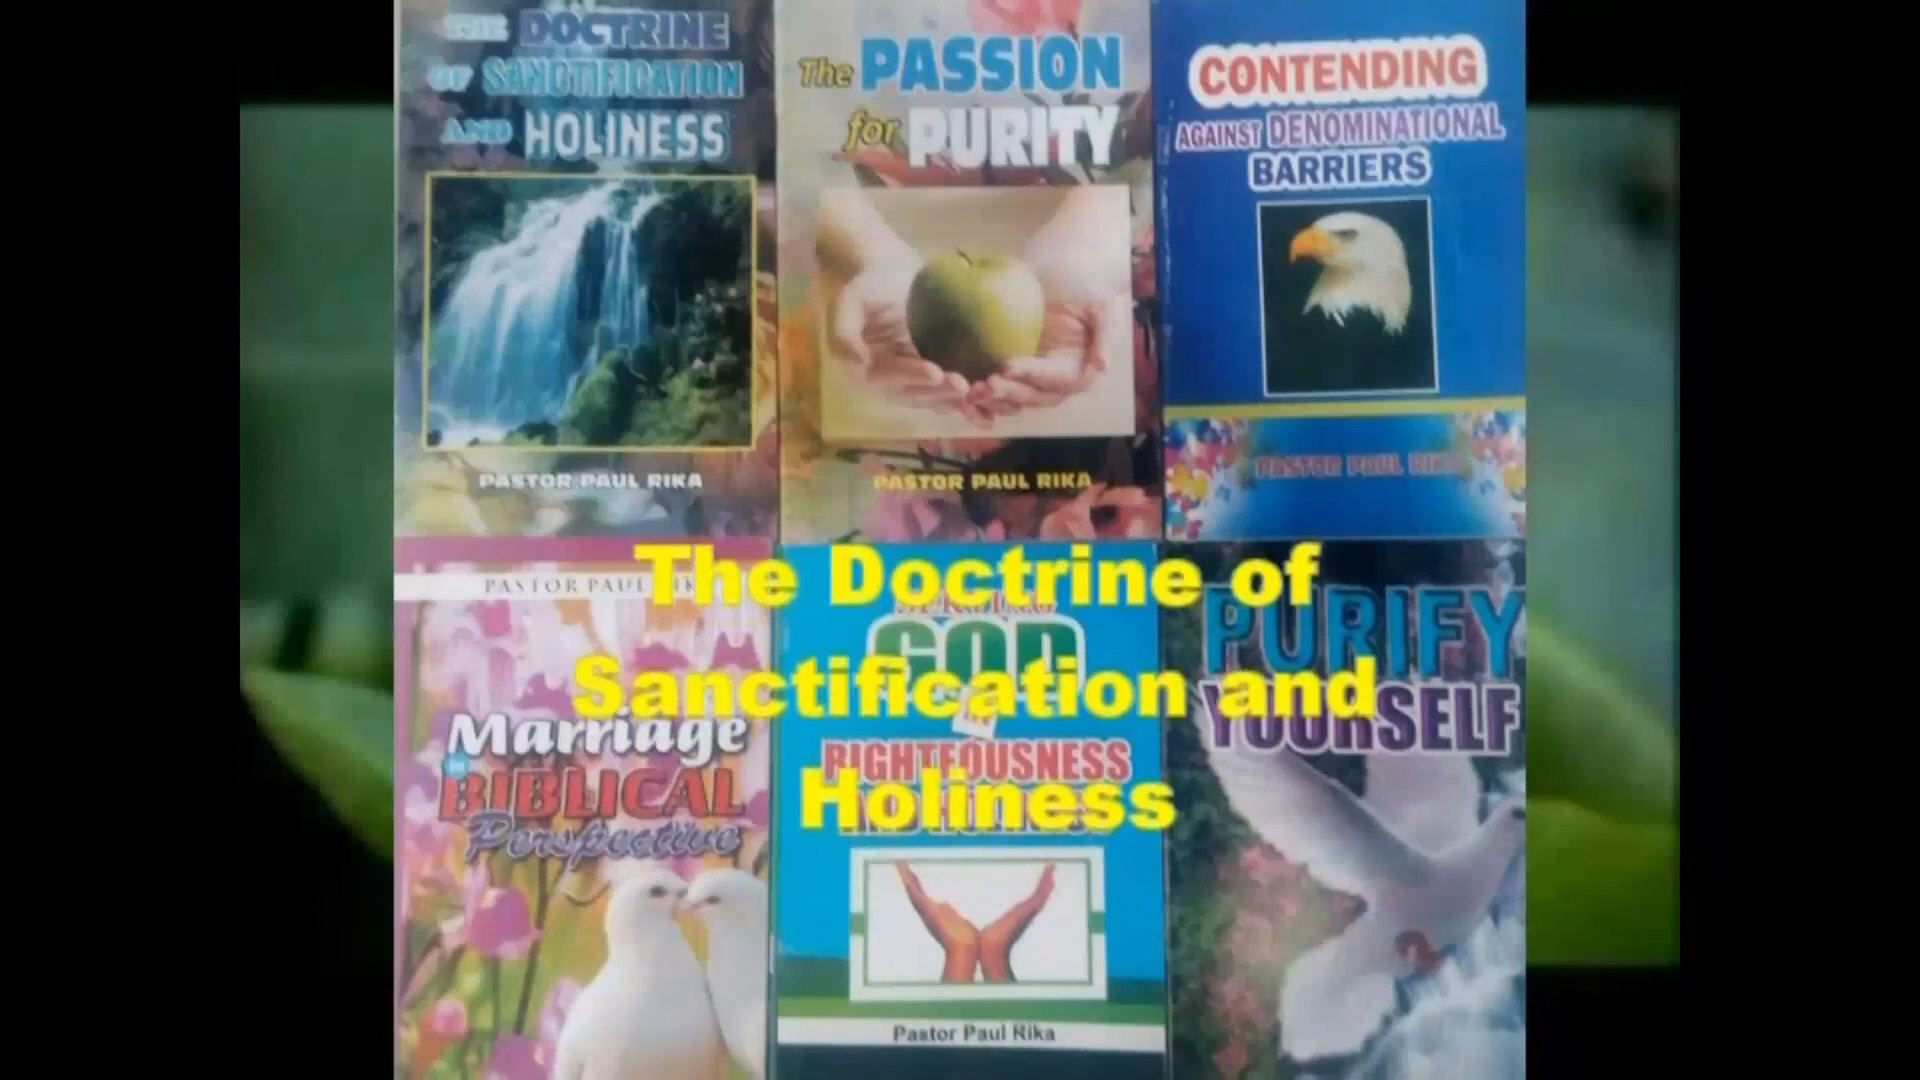 THE DOCTRINE
OF SANCTIFICATION
AND HOLINESS
PASTOR PAUL RIKA
The PASSION
for PURITY
PASTOR PAUL RIKA
CONTENDING
AGAINST DENOMINATIONAL
BARRIERS
PASTOR PAUL RIKA
The Doctrine of
Sanctification and
Holiness
PASTOR PAUL
Marriage
BIBLICAL
Perspective
GOD
RIGHTEOUSNESS
Pastor Paul Rika
PURIFY
YOURSELF